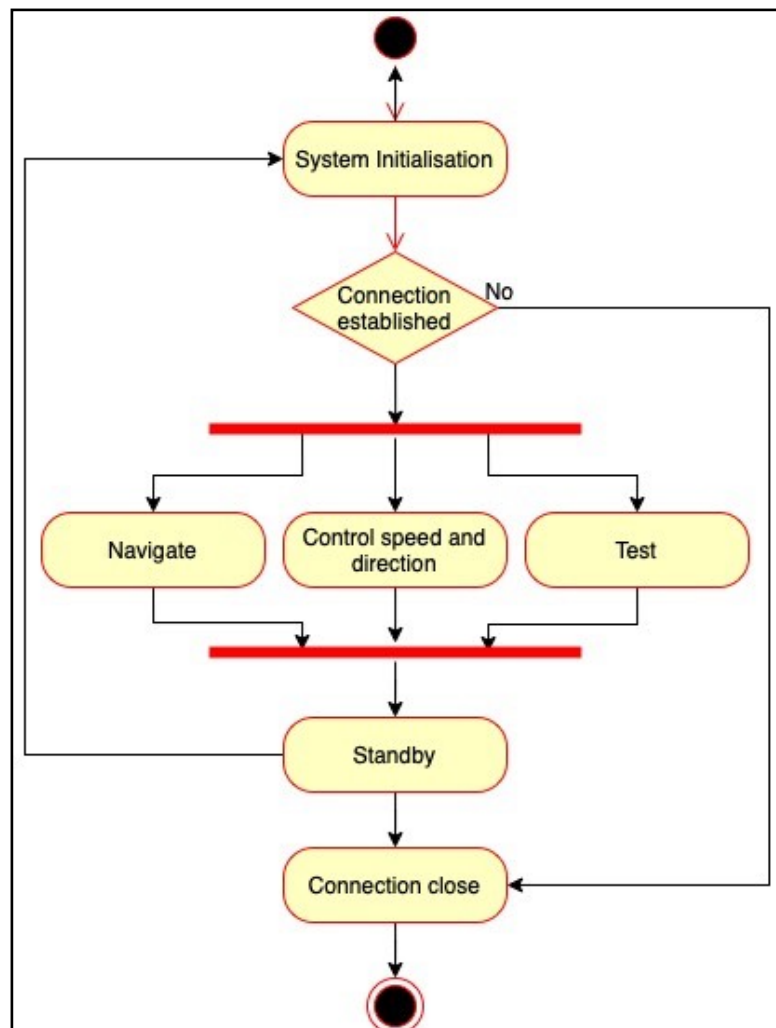 System Initialisation
Connection
established
No
Navigate
Control speed and
direction
Test
Standby
Connection close